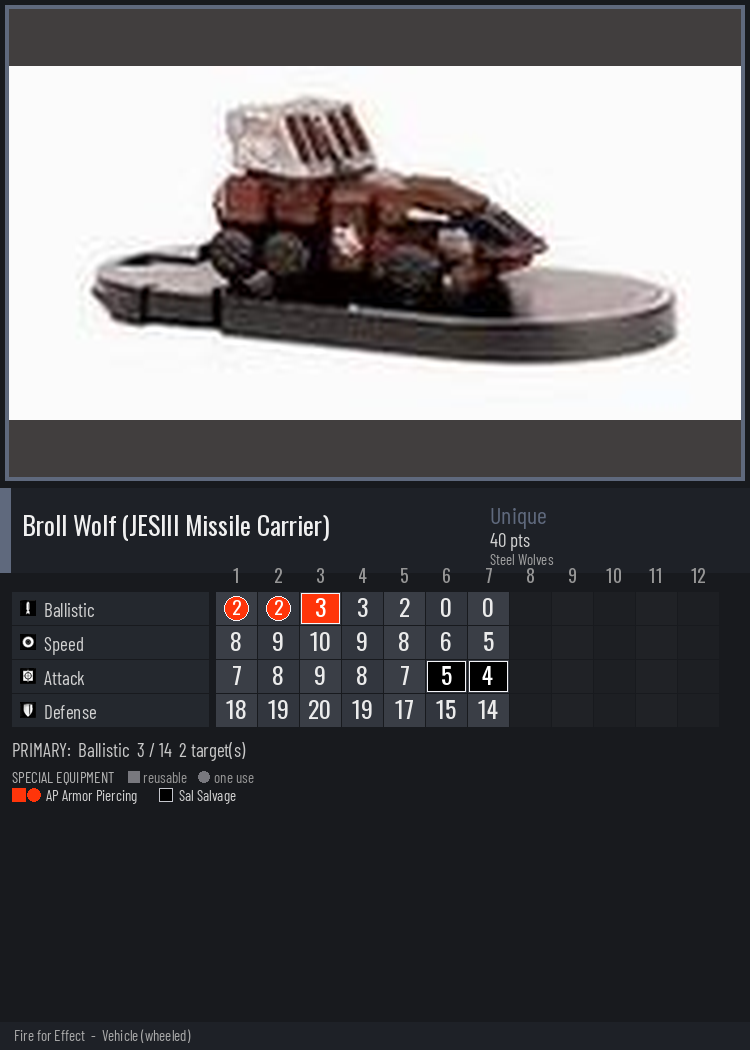 Broll Wolf (JESIII Missile Carrier)
Unique
40 pts
Steel Wolves
1 2 3 4 5 6 7 8 9 10 11 12
Ballistic 2 2 3 3 2 0 0
Speed 8 9 10 9 8 6 5
Attack 7 8 9 8 7 5 4
Defense 18 19 20 19 17 15 14
PRIMARY: Ballistic 3 / 14 2 target(s)
SPECIAL EQUIPMENT reusable one use
AP Armor Piercing Sal Salvage
Fire for Effect - Vehicle (wheeled)